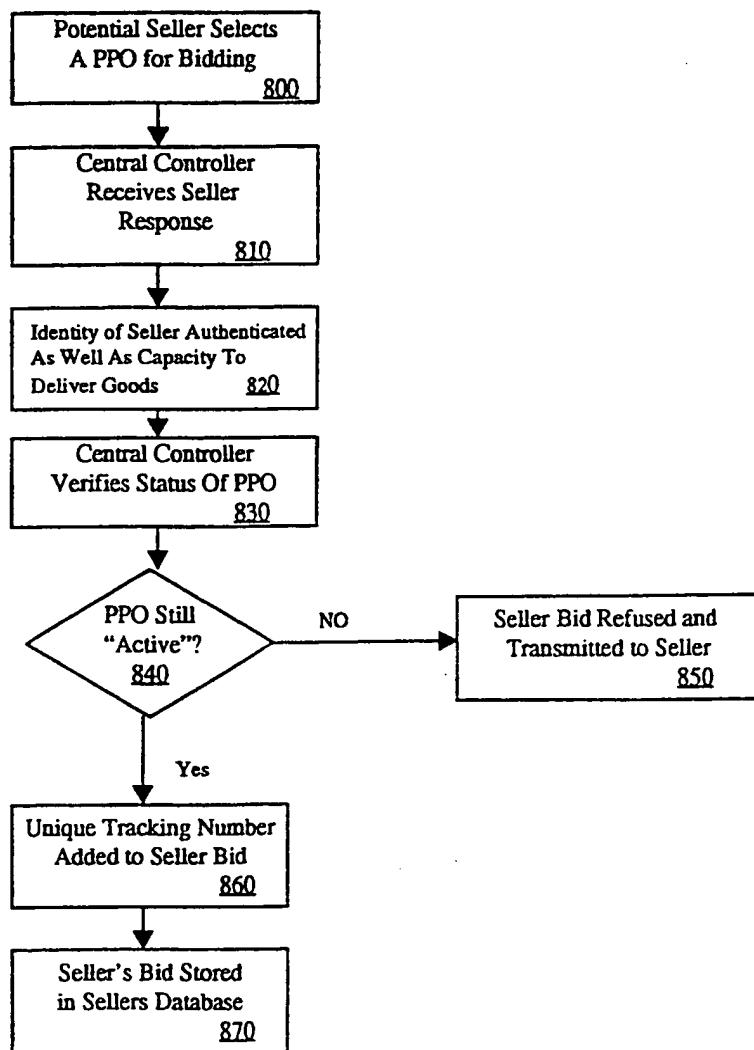 Potential Seller Selects
A PPO for Bidding
800
Central Controller
Receives Seller
Response
810
Identity of Seller Authenticated
As Well As Capacity To
Deliver Goods 820
Central Controller
Verifies Status Of PPO
830
PPO Still
“Active”?
840
NO
Seller Bid Refused and
Transmitted to Seller
850
Yes
Unique Tracking Number
Added to Seller Bid
860
Seller's Bid Stored
in Sellers Database
870